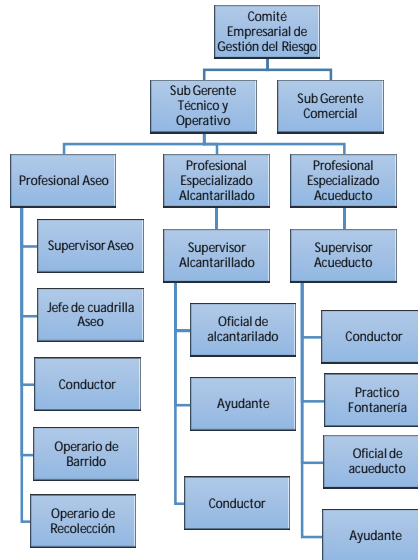 Comité
Empresarial de
Gestión del Riesgo
Sub Gerente
Técnico y
Operativo
Sub Gerente
Comercial
Profesional Aseo
Profesional
Especializado
Alcantarillado
Profesional
Especializado
Acueducto
Supervisor Aseo
Supervisor
Alcantarillado
Supervisor
Acueducto
Jefe de cuadrilla
Aseo
Oficial de
alcantarilado
Conductor
Conductor
Ayudante
Practico
Fontanería
Operario de
Barrido
Oficial de
acueducto
Operario de
Recolección
Conductor
Ayudante